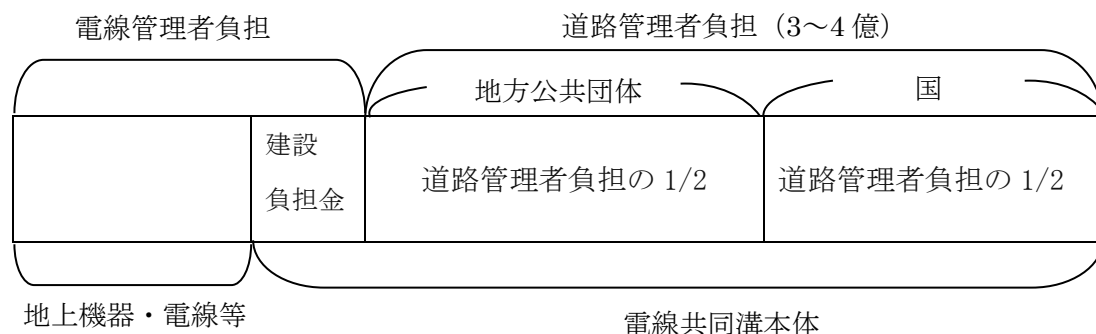 電線管理者負担
道路管理者負担（3～4 億）
地方公共団体
国
建設
負担金
道路管理者負担の 1/2
道路管理者負担の 1/2
地上機器・電線等
電線共同溝本体